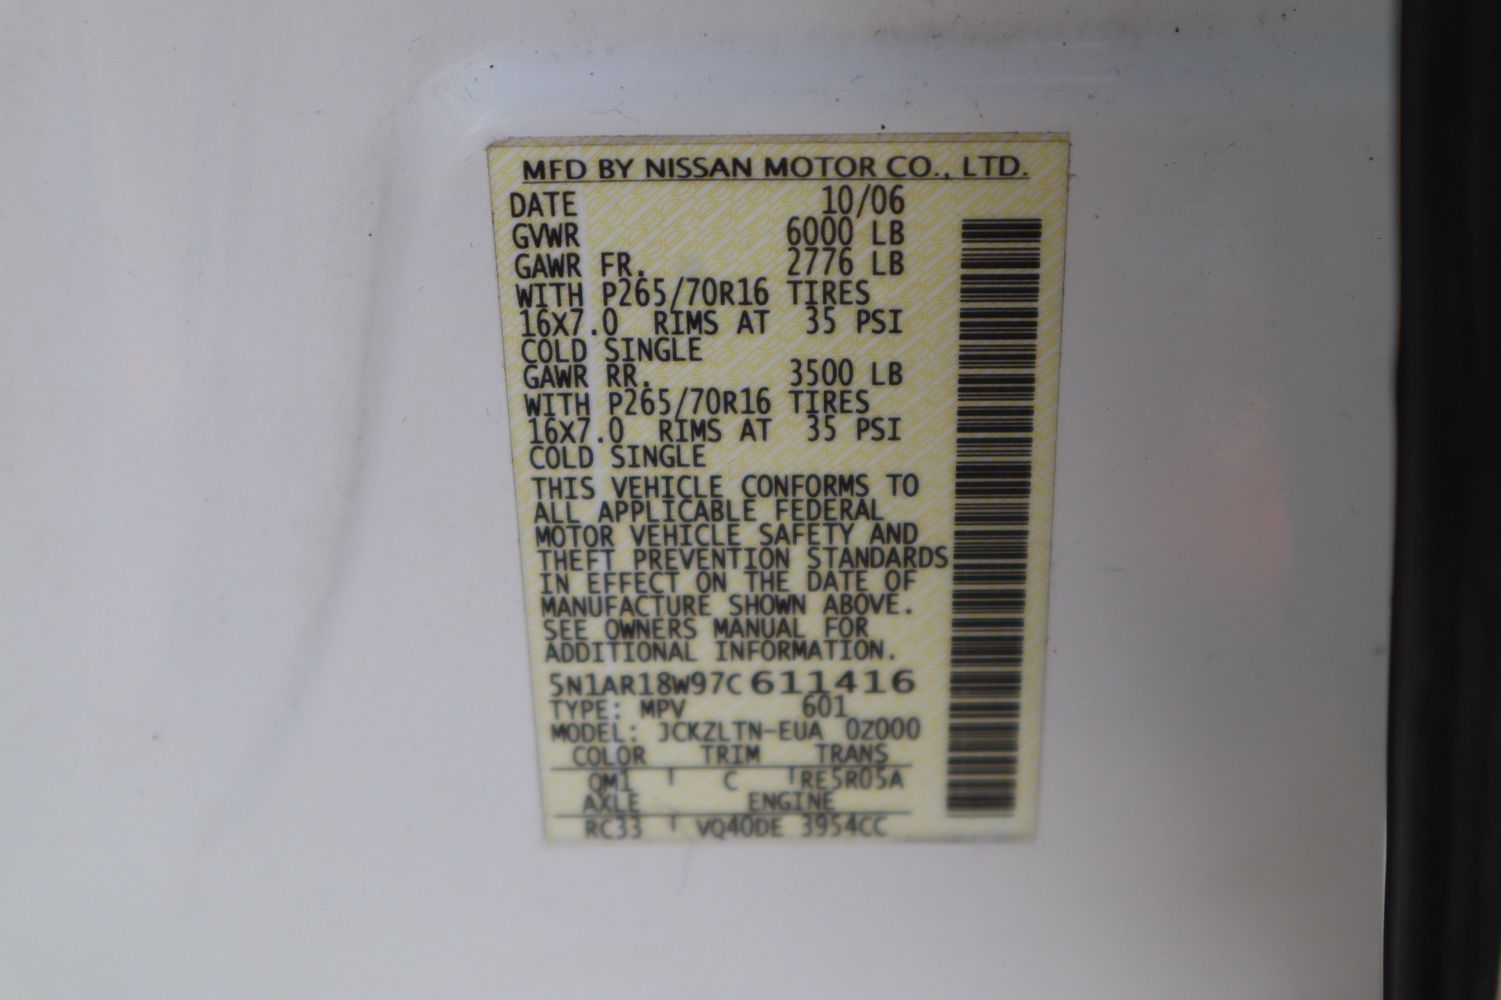 MFD BY NISSAN MOTOR CO., LTD.
DATE 10/06
GVWR 6000 LB
GAWR FR. 2776 LB
WITH P265/70R16 TIRES
16X7.0 RIMS AT 35 PSI
COLD SINGLE
GAWR RR. 3500 LB
WITH P265/70R16 TIRES
16X7.0 RIMS AT 35 PSI
COLD SINGLE
THIS VEHICLE CONFORMS TO
ALL APPLICABLE FEDERAL
MOTOR VEHICLE SAFETY AND
THEFT PREVENTION STANDARDS
IN EFFECT ON THE DATE OF
MANUFACTURE SHOWN ABOVE.
SEE OWNERS MANUAL FOR
ADDITIONAL INFORMATION.
5N1AR18W97C611416
TYPE: MPV 601
MODEL: JCKZLTN-EUA 0Z000
COLOR TRIM TRANS
QM1 C RE5R05A
AXLE ENGINE
RC33 VQ40DE 3954CC